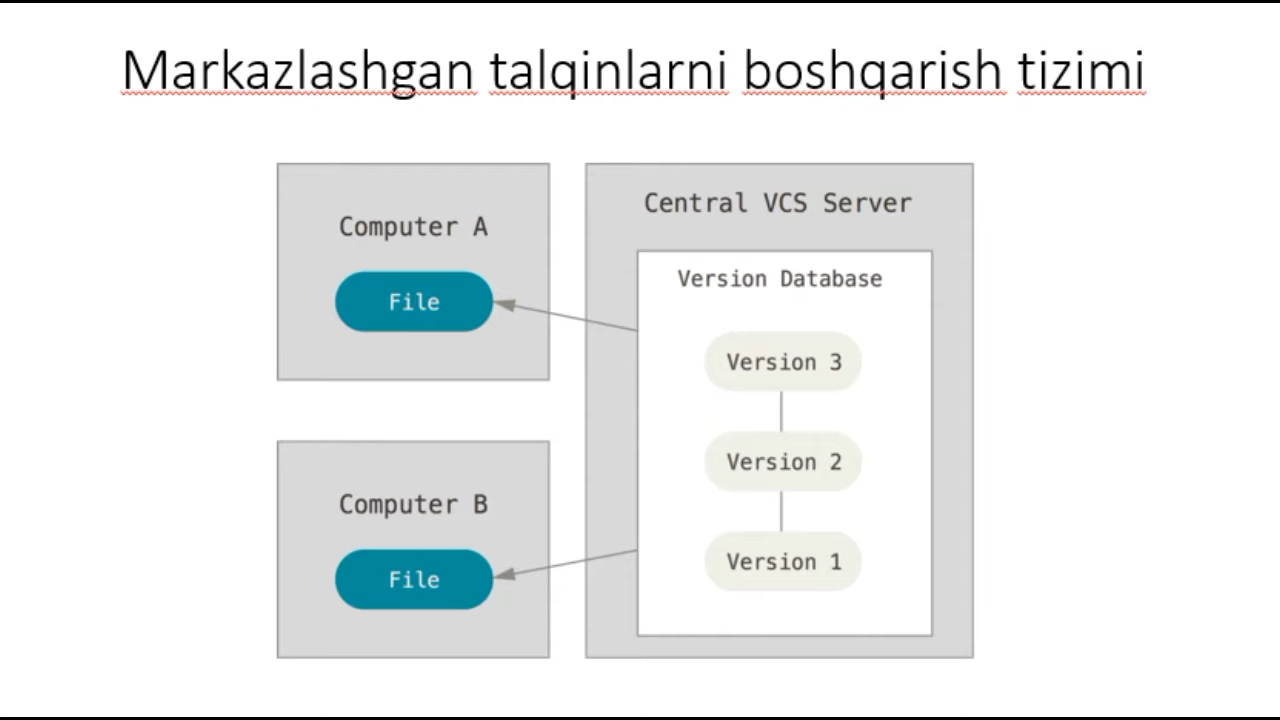 Markazlashgan talqinlarni boshqarish tizimi
Computer A
File
Computer B
File
Central VCS Server
Version Database
Version 3
Version 2
Version 1